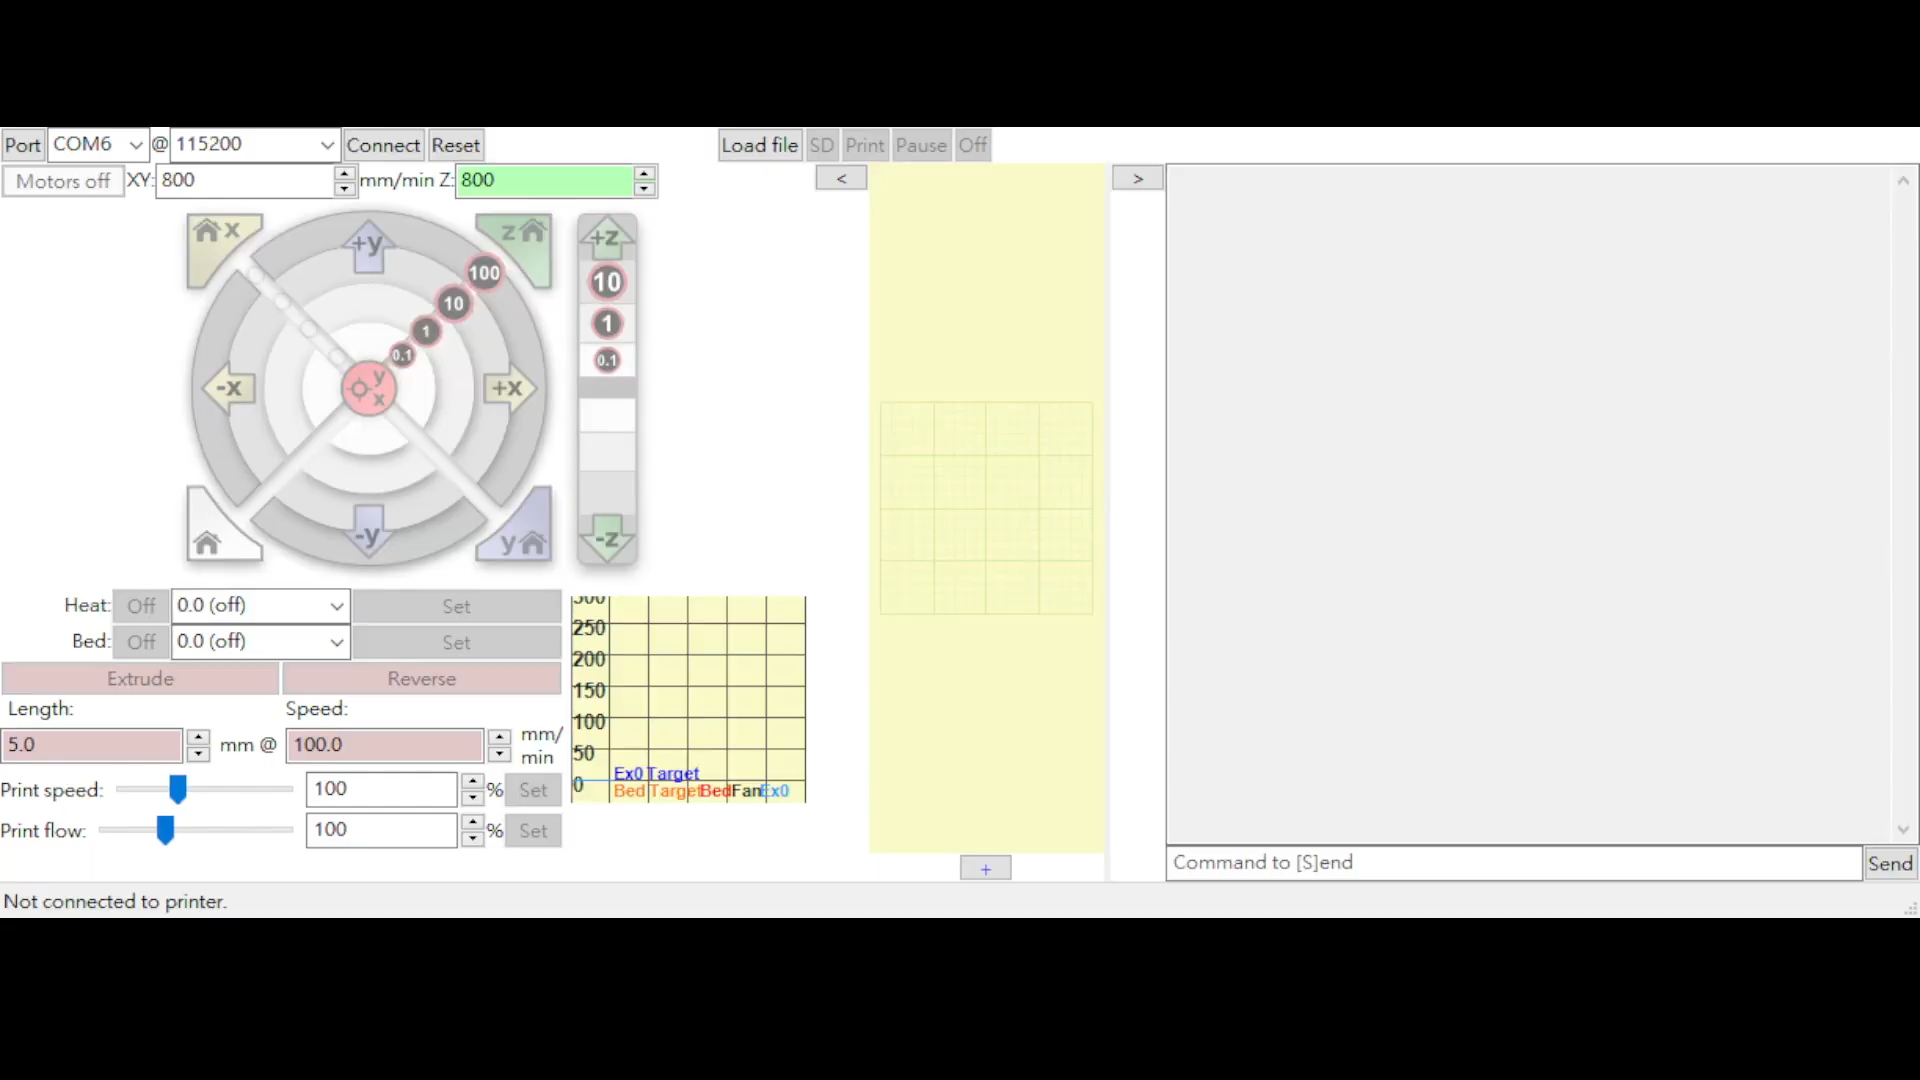 Port COM6 @ 115200 Connect Reset Load file SD Print Pause Off
Motors off XY: 800 mm/min Z: 800 < >
x z
+y +z
100 10
10 1
1 0.1
0.1
y
x
-x +x
-y -z
y
Heat: Off 0.0 (off) Set
Bed: Off 0.0 (off) Set
Extrude Reverse
Length: Speed:
5.0 mm @ 100.0 mm/
min
Print speed: 100 % Set
Print flow: 100 % Set
300
250
200
150
100
50
0
Ex0 Target
Bed Target Bed Fan Ex0
+
Command to [S]end Send
Not connected to printer.